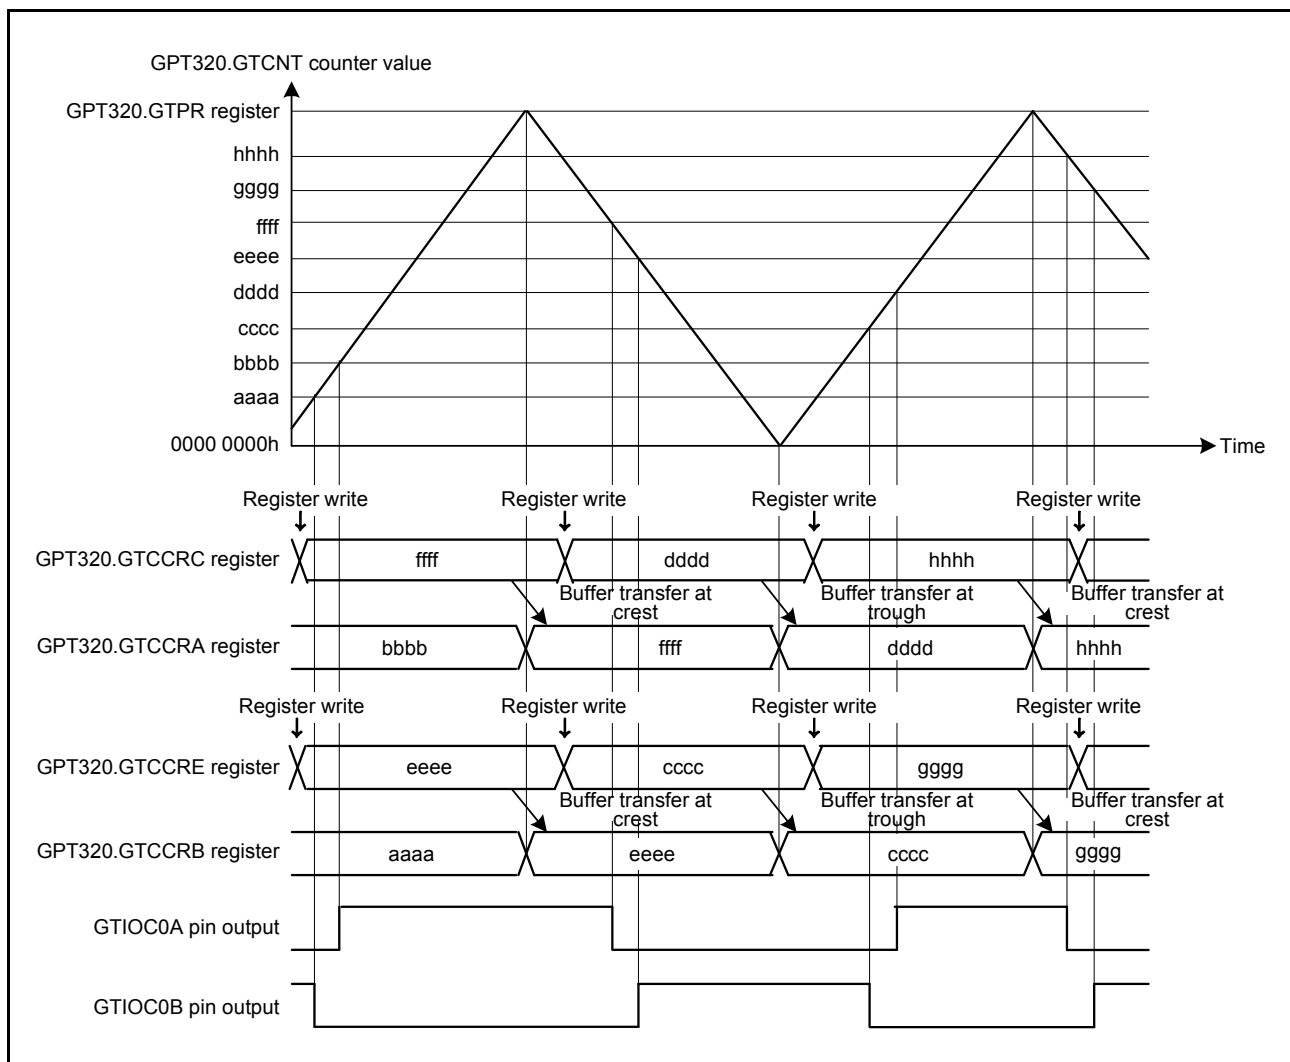 GPT320.GTCNT counter value
GPT320.GTPR register
hhhh
gggg
ffff
eeee
dddd
cccc
bbbb
aaaa
0000 0000h
Time
Register write Register write Register write Register write
GPT320.GTCCRC register ffff dddd hhhh
Buffer transfer at crest Buffer transfer at trough Buffer transfer at crest
GPT320.GTCCRA register bbbb ffff dddd hhhh
Register write Register write Register write Register write
GPT320.GTCCRE register eeee cccc gggg
Buffer transfer at crest Buffer transfer at trough Buffer transfer at crest
GPT320.GTCCRB register aaaa eeee cccc gggg
GTIOC0A pin output
GTIOC0B pin output